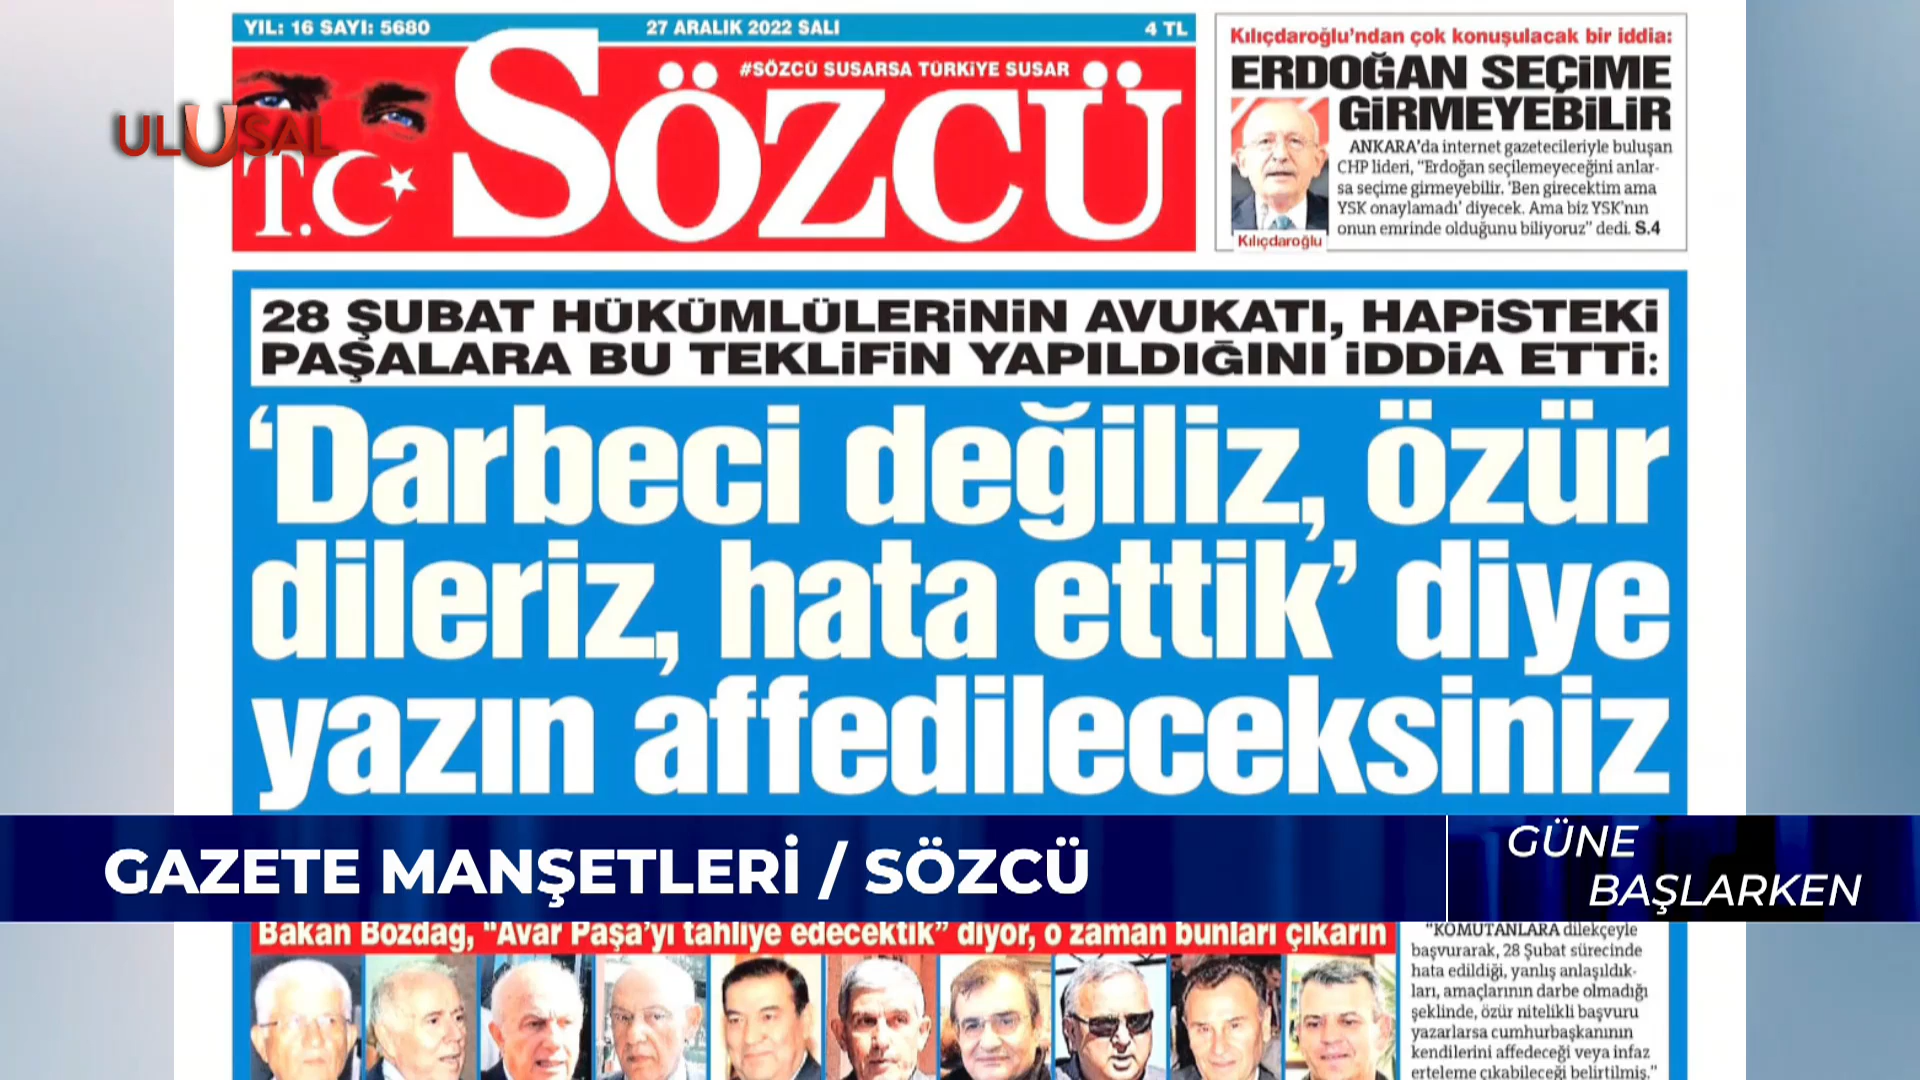 YIL: 16 SAYI: 5680
27 ARALIK 2022 SALI
4 TL
#SÖZCÜ SUSARSA TÜRKİYE SUSAR
SÖZCÜ
T.C
ULUSAL
Kılıçdaroğlu'ndan çok konuşulacak bir iddia:
ERDOĞAN SEÇİME
GİRMEYEBİLİR
ANKARA'da internet gazetecileriyle buluşan
CHP lideri, "Erdoğan seçilemeyeceğini anlar-
sa seçime girmeyebilir. 'Ben girecektim ama
YSK onaylamadı' diyecek. Ama biz YSK'nın
onun emrinde olduğunu biliyoruz" dedi. S.4
Kılıçdaroğlu
28 ŞUBAT HÜKÜMLÜLERİNİN AVUKATI, HAPİSTEKİ
PAŞALARA BU TEKLİFİN YAPILDIĞINI İDDİA ETTİ:
'Darbeci değiliz, özür
dileriz, hata ettik' diye
yazın affedileceksiniz
GAZETE MANŞETLERİ / SÖZCÜ
GÜNE
BAŞLARKEN
Bakan Bozdağ, "Avar Paşa'yı tahliye edecektik" diyor, o zaman bunları çıkarın
"KOMUTANLARA dilekçeyle
başvurarak, 28 Şubat sürecinde
hata edildiği, yanlış anlaşıldık-
ları, amaçlarının darbe olmadığı
şeklinde, özür nitelikli başvuru
yazarlarsa cumhurbaşkanının
kendilerini affedeceği veya infaz
erteleme çıkabileceği belirtilmiş."